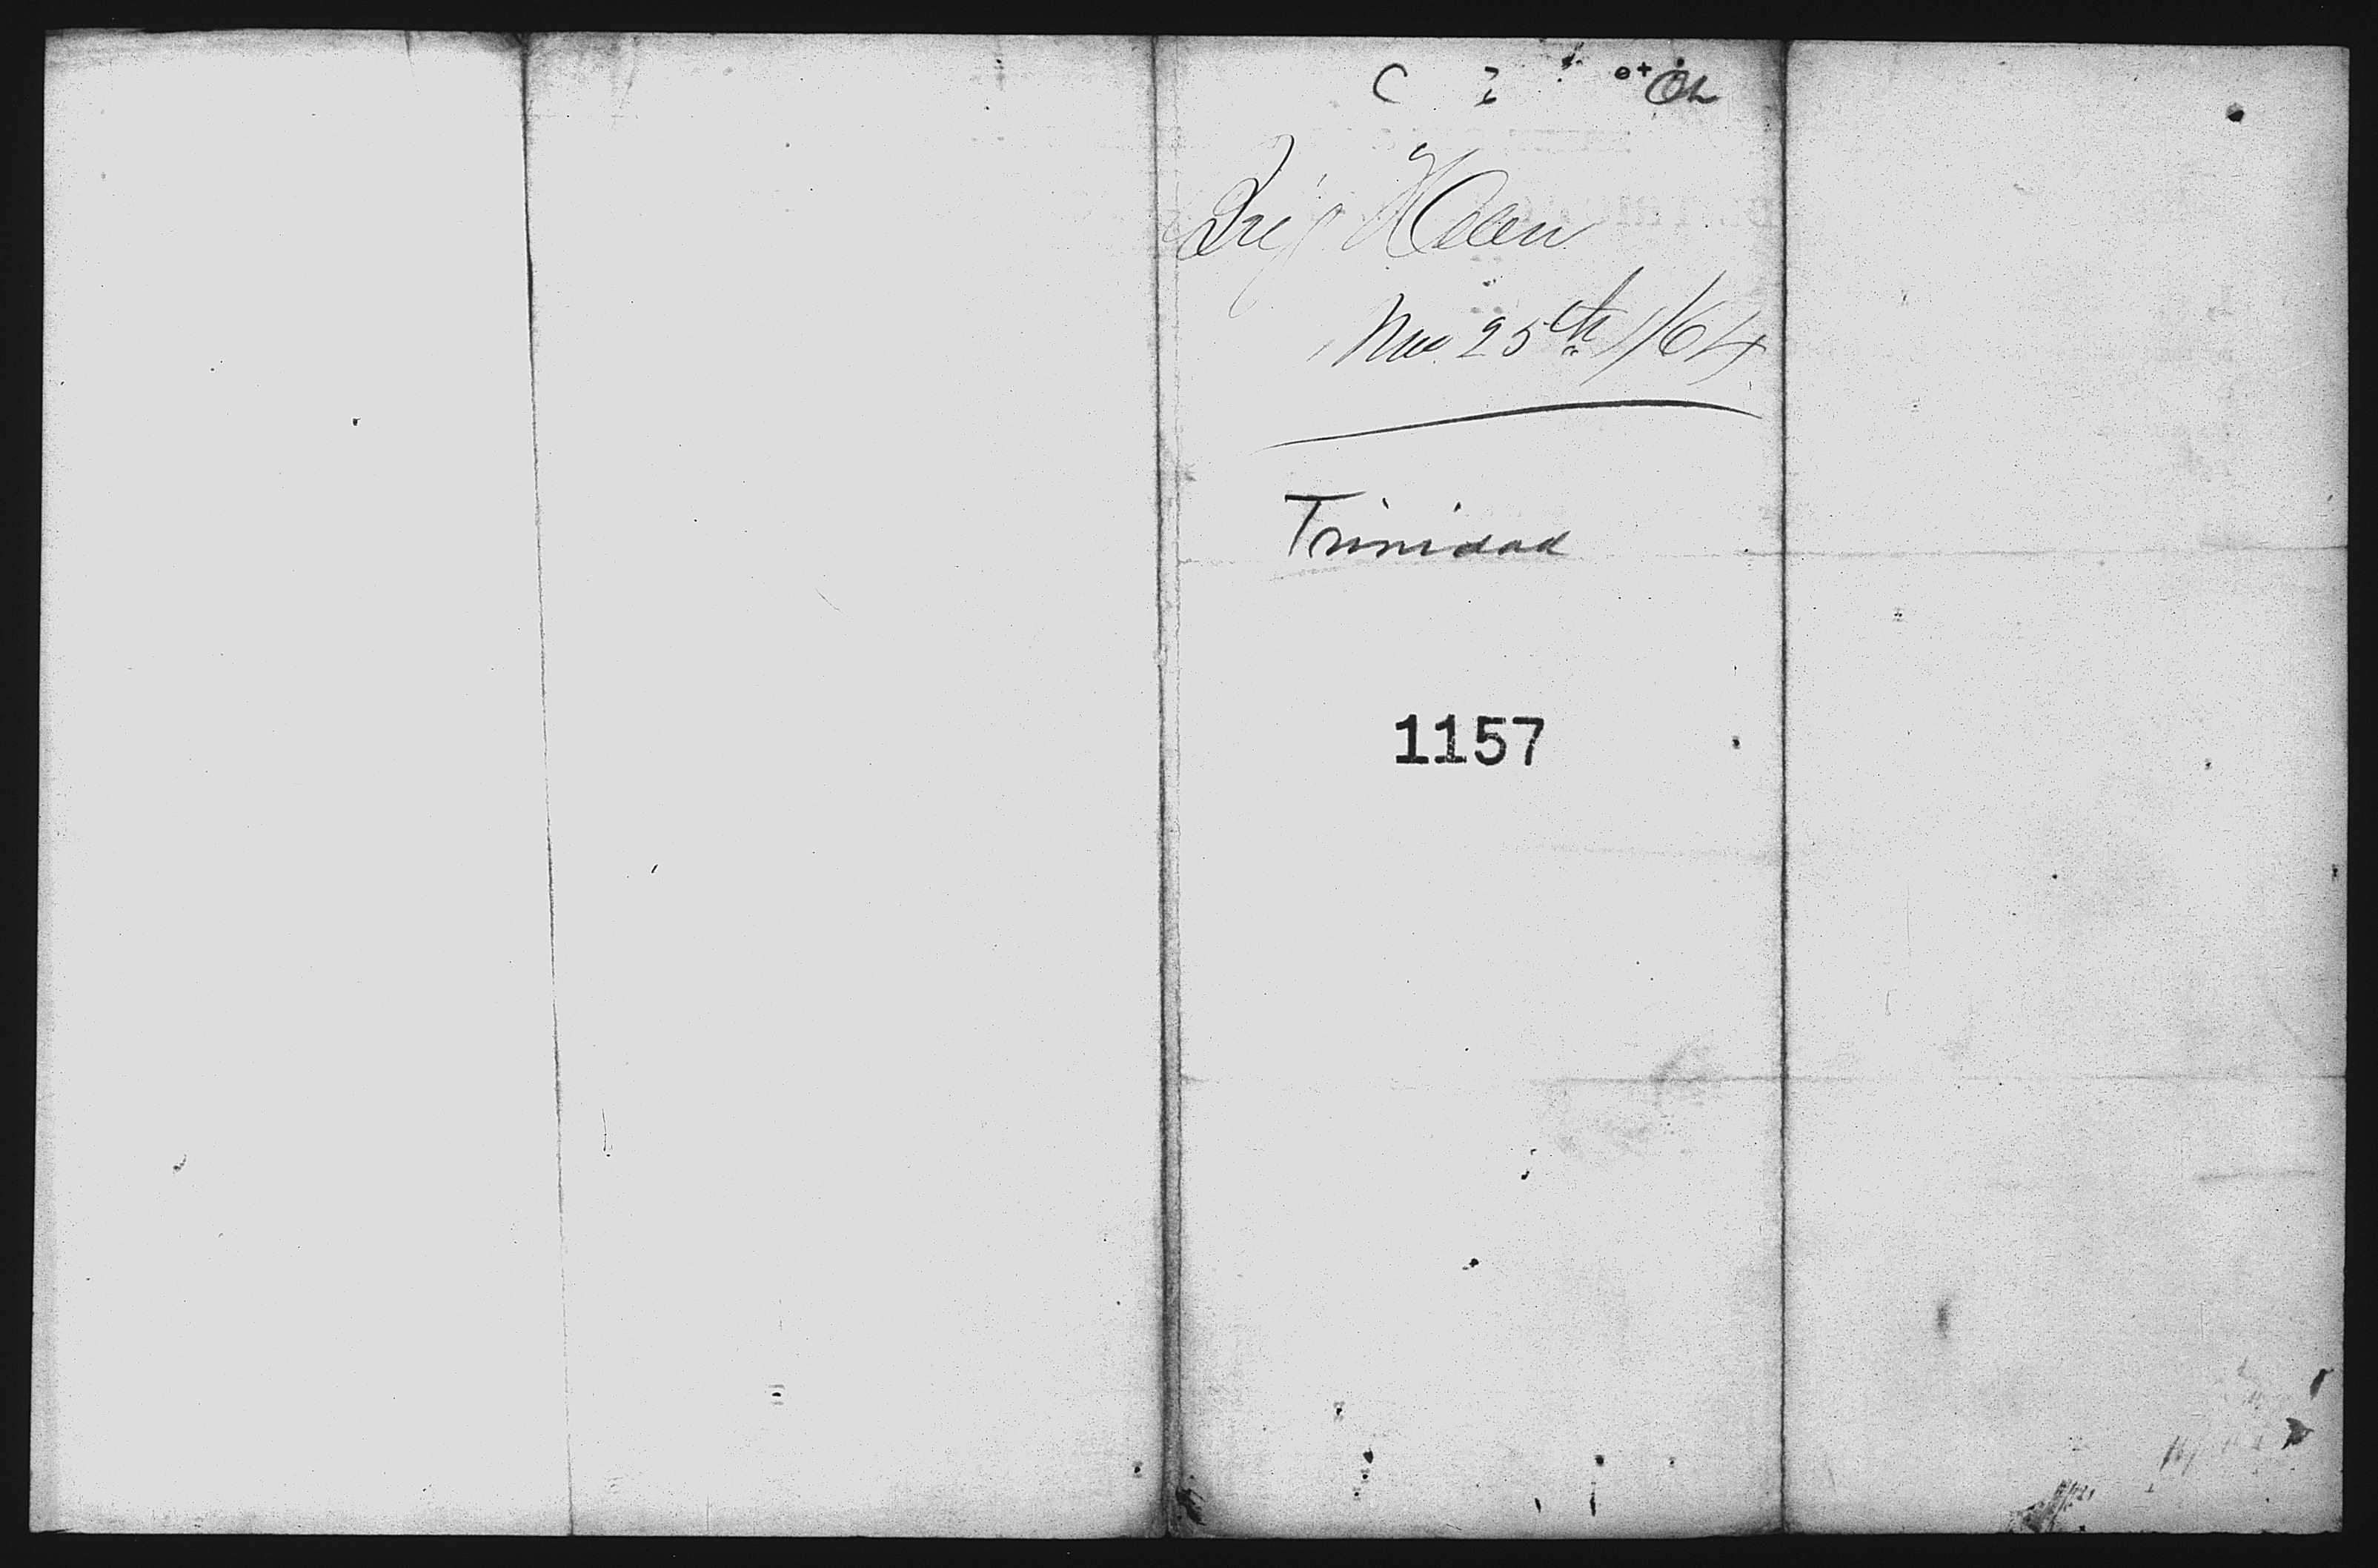 Brig Helen
Nov 25th/64
Trinidad
1157